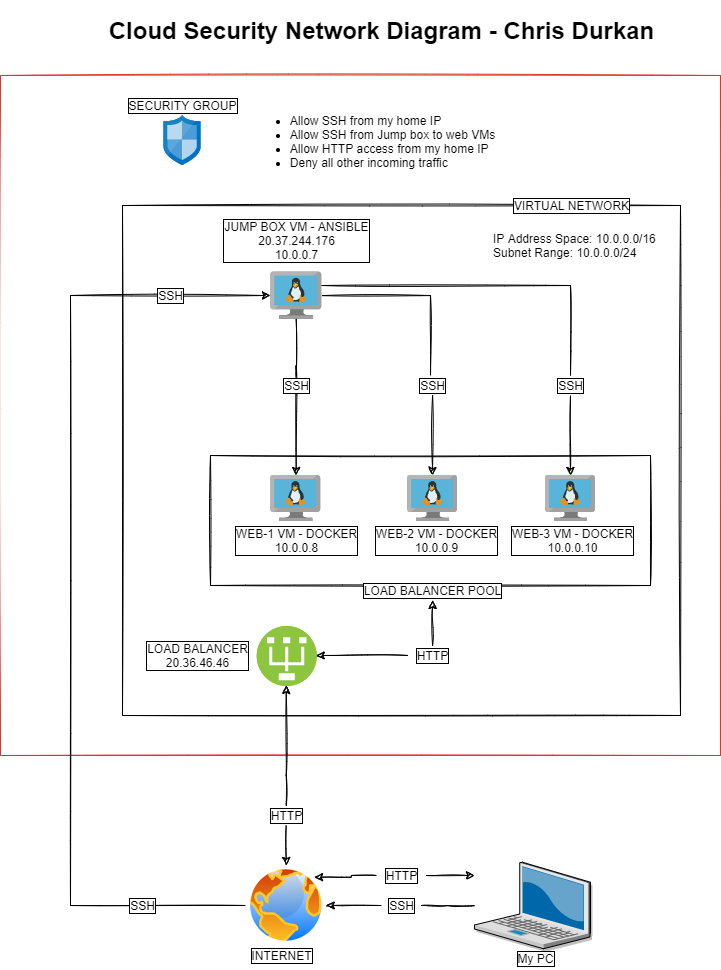 Cloud Security Network Diagram - Chris Durkan
SECURITY GROUP
• Allow SSH from my home IP
• Allow SSH from Jump box to web VMs
• Allow HTTP access from my home IP
• Deny all other incoming traffic
VIRTUAL NETWORK
JUMP BOX VM - ANSIBLE
20.37.244.176
10.0.0.7
IP Address Space: 10.0.0.0/16
Subnet Range: 10.0.0.0/24
SSH
SSH
SSH
SSH
WEB-1 VM - DOCKER
10.0.0.8
WEB-2 VM - DOCKER
10.0.0.9
WEB-3 VM - DOCKER
10.0.0.10
LOAD BALANCER POOL
LOAD BALANCER
20.36.46.46
HTTP
HTTP
HTTP
SSH
SSH
INTERNET
My PC